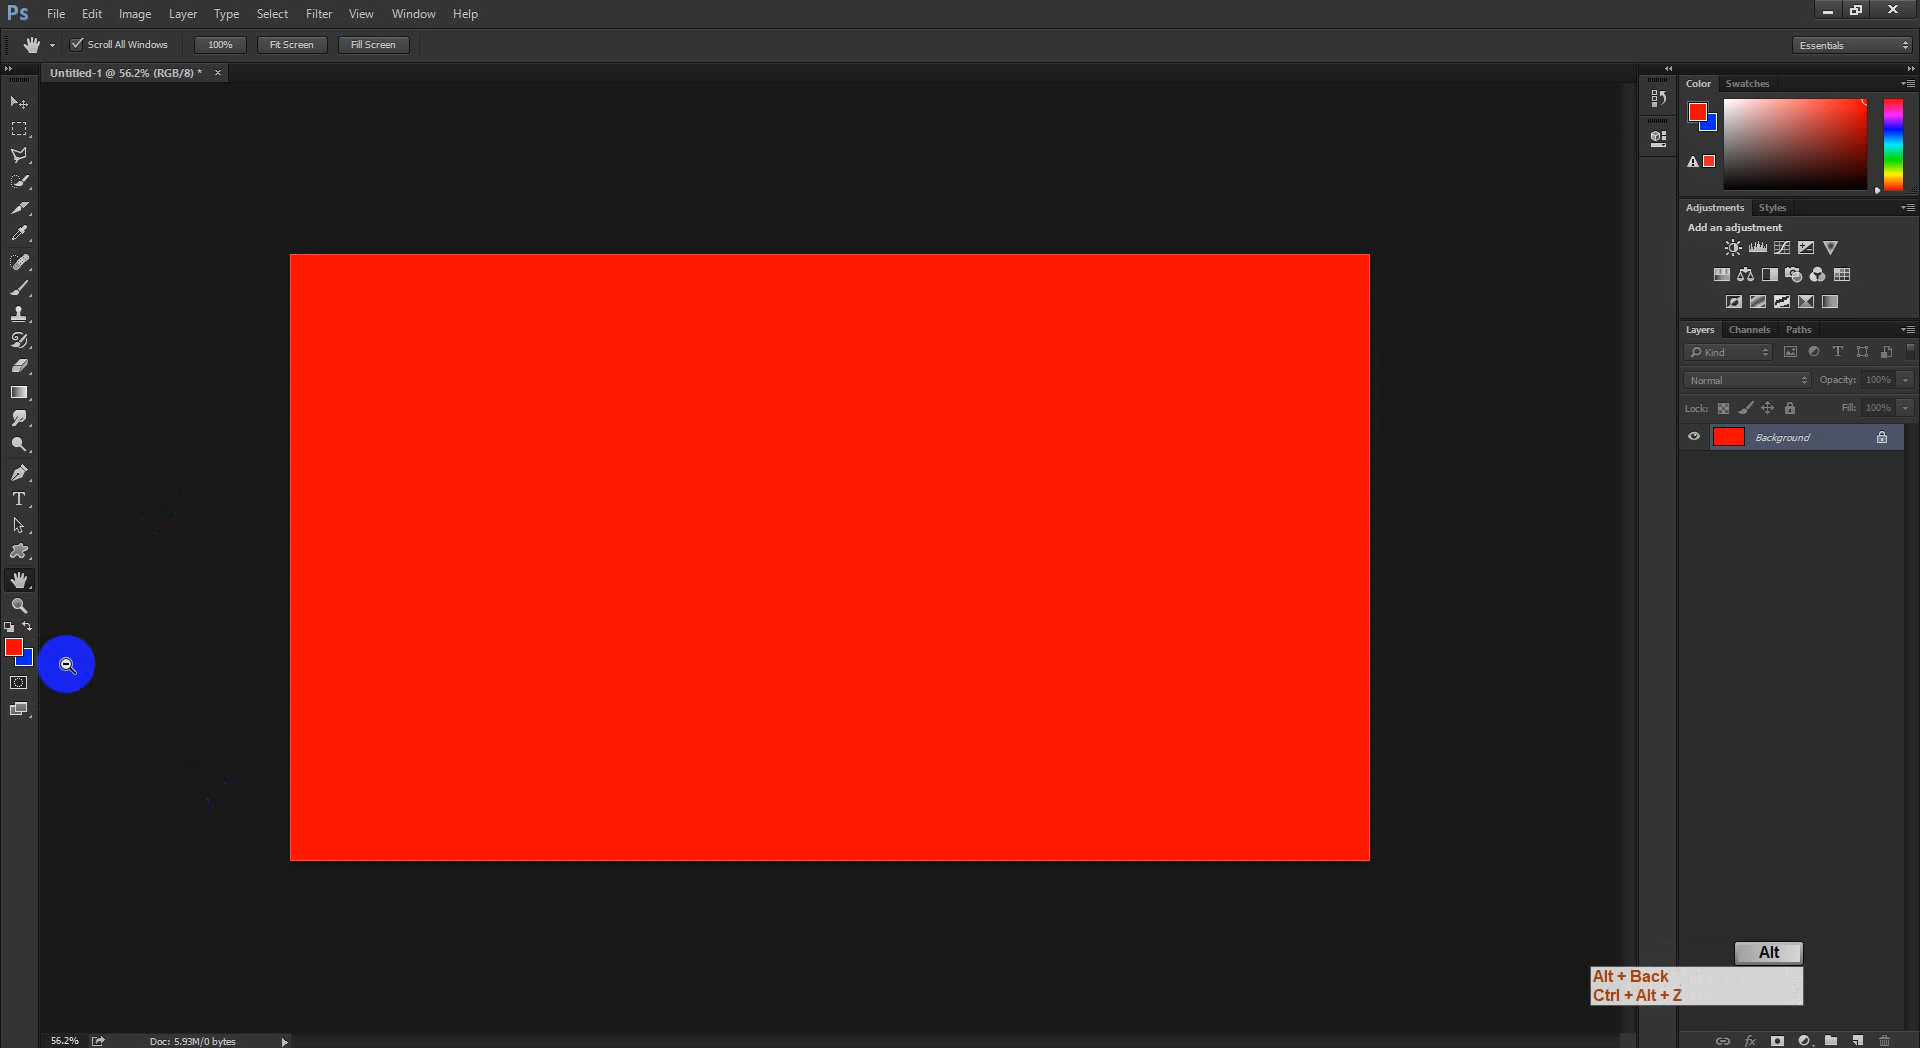 Ps File Edit Image Layer Type Select Filter View Window Help
Scroll All Windows 100% Fit Screen Fill Screen Essentials
Untitled-1 @ 56.2% (RGB/8) * ×
Color Swatches
Adjustments Styles
Add an adjustment
Layers Channels Paths
Kind T
Normal Opacity: 100%
Lock: Fill: 100%
Background
T
Alt
Alt + Back
Ctrl + Alt + Z
56.2% Doc: 5.93M/0 bytes
fx